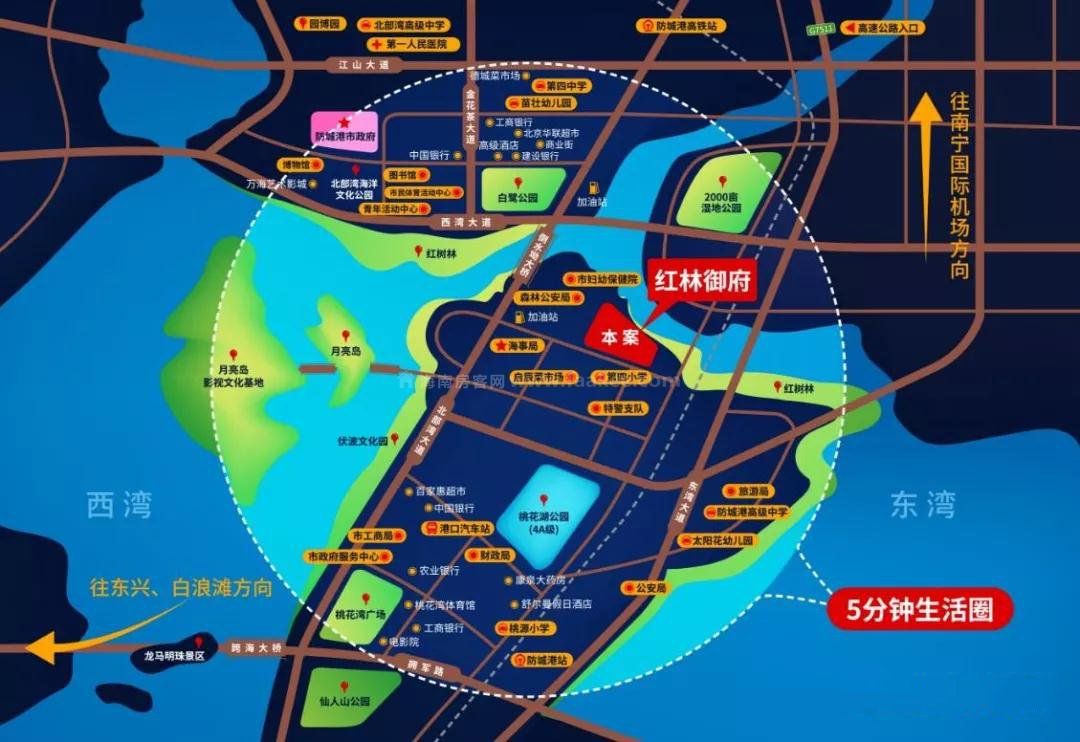 园博园
北部湾高级中学
第一人民医院
防城港高铁站
G7511
高速公路入口
江山大道
德城菜市场
第四中学
苗壮幼儿园
金花茶大道
往南宁国际机场方向
防城港市政府
工商银行
北京华联超市
高级酒店
商业街
中国银行
建设银行
博物馆
图书馆
万海艺术影城
北部湾海洋
文化公园
市民体育活动中心
青年活动中心
白鹭公园
加油站
2000亩
湿地公园
西湾大道
红树林
侧水坳大桥
市妇幼保健院
红林御府
森林公安局
加油站
本案
海事局
月亮岛
月亮岛
影视文化基地
海南房客网
启辰菜市场
第四小学
红树林
特警支队
北部湾大道
伏波文化园
西湾
东湾
百家惠超市
中国银行
桃花湖公园
(4A级)
东湾大道
旅游局
防城港高级中学
港口汽车站
市工商局
太阳花幼儿园
市政府服务中心
财政局
农业银行
康泉大药房
公安局
往东兴、白浪滩方向
桃花湾广场
桃花湾体育馆
舒尔曼假日酒店
5分钟生活圈
工商银行
桃源小学
电影院
龙马明珠景区
跨海大桥
拥军路
防城港站
仙人山公园